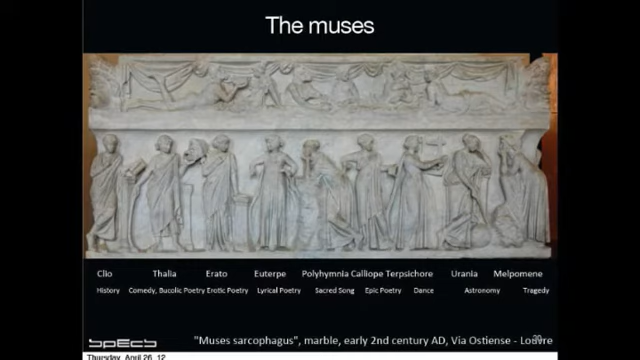 The muses
Clio Thalia Erato Euterpe Polyhymnia Calliope Terpsichore Urania Melpomene
History Comedy, Bucolic Poetry Erotic Poetry Lyrical Poetry Sacred Song Epic Poetry Dance Astronomy Tragedy
specs
"Muses sarcophagus", marble, early 2nd century AD, Via Ostiense - Louvre
Thursday, April 26, 12